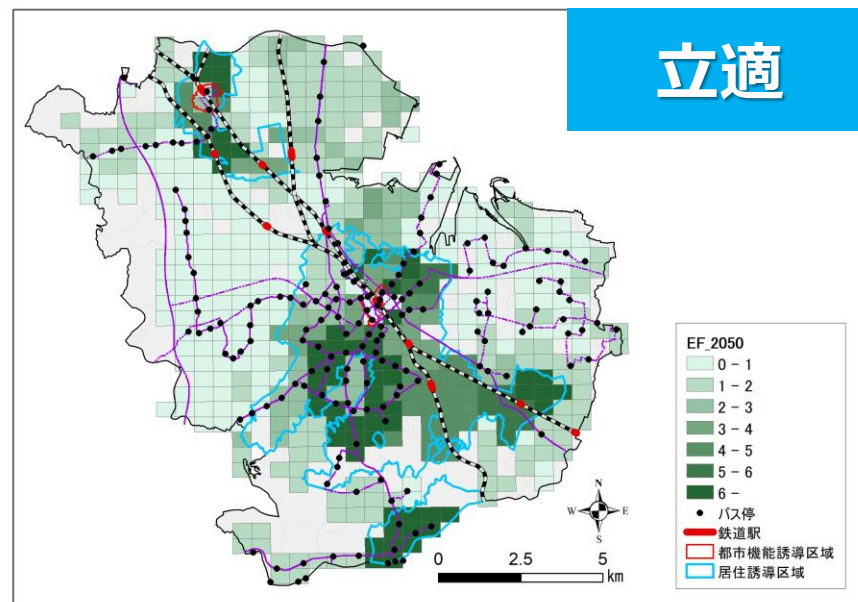 立適
EF_2050
0 - 1
1 - 2
2 - 3
3 - 4
4 - 5
5 - 6
6 -
バス停
鉄道駅
都市機能誘導区域
居住誘導区域
N
W E
S
0 2.5 5
km